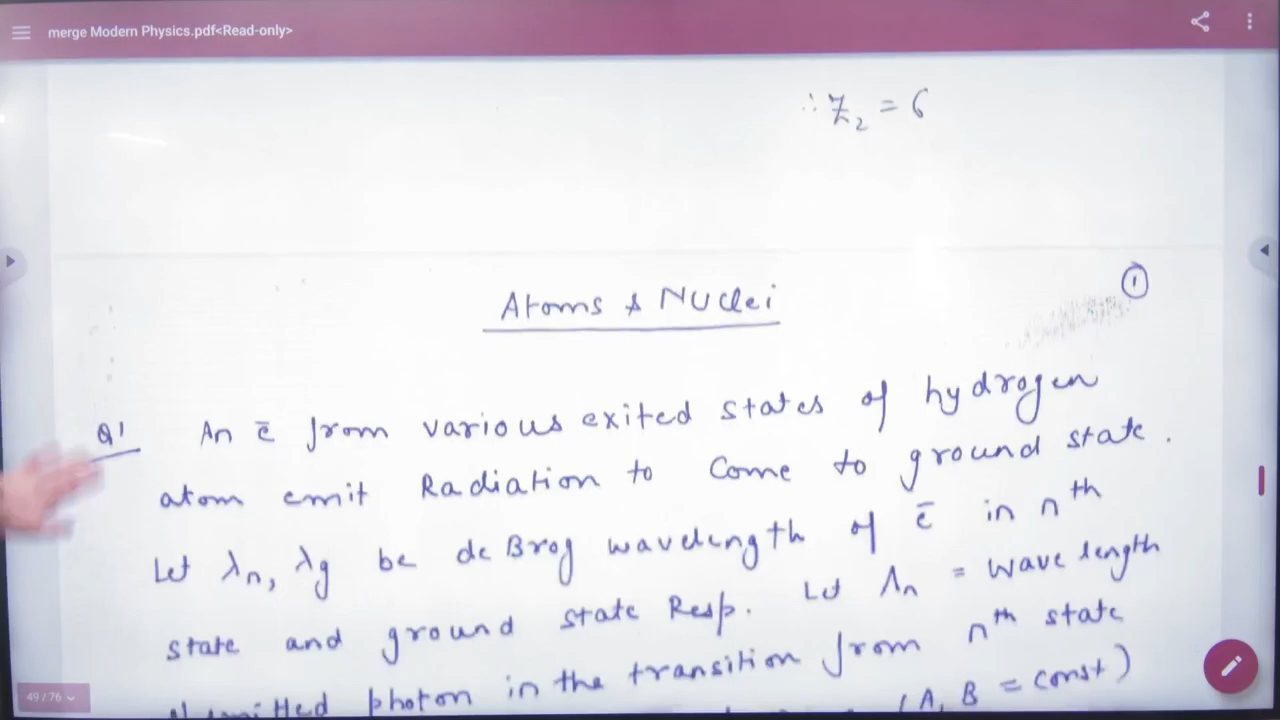 merge Modern Physics.pdf<Read-only>
∴ Z₂ = 6
Atoms & Nuclei
①
Q1 An ē from various exited states of hydrogen
atom emit Radiation to Come to ground state.
Let λn, λg be de Brog wavelength of ē in nth
state and ground state Resp. Let Λn = wave length
of emitted photon in the transition from nth state
(A, B = const)
49 / 76